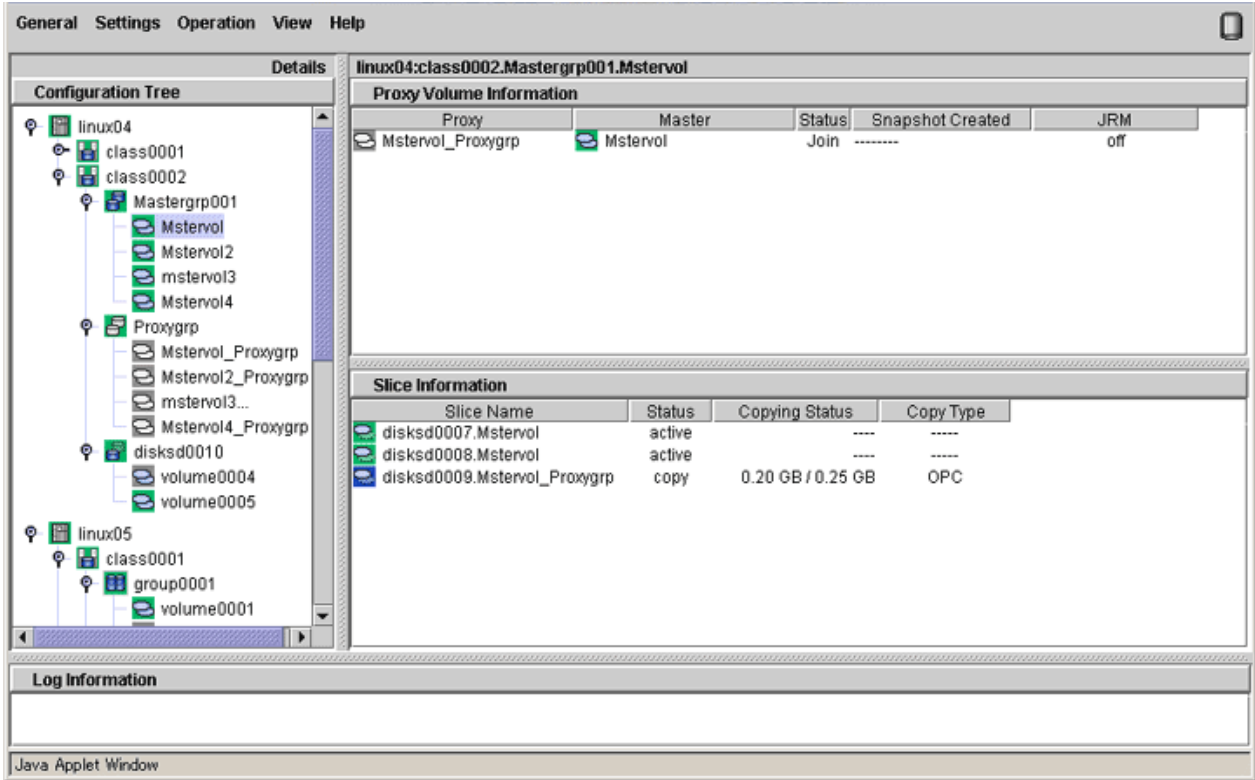 General Settings Operation View Help
Details
Configuration Tree
linux04
class0001
class0002
Mastergrp001
Mstervol
Mstervol2
mstervol3
Mstervol4
Proxygrp
Mstervol_Proxygrp
Mstervol2_Proxygrp
mstervol3...
Mstervol4_Proxygrp
disksd0010
volume0004
volume0005
linux05
class0001
group0001
volume0001
linux04:class0002.Mastergrp001.Mstervol
Proxy Volume Information
Proxy Master Status Snapshot Created JRM
Mstervol_Proxygrp Mstervol Join -------- off
Slice Information
Slice Name Status Copying Status Copy Type
disksd0007.Mstervol active ---- -----
disksd0008.Mstervol active ---- -----
disksd0009.Mstervol_Proxygrp copy 0.20 GB / 0.25 GB OPC
Log Information
Java Applet Window